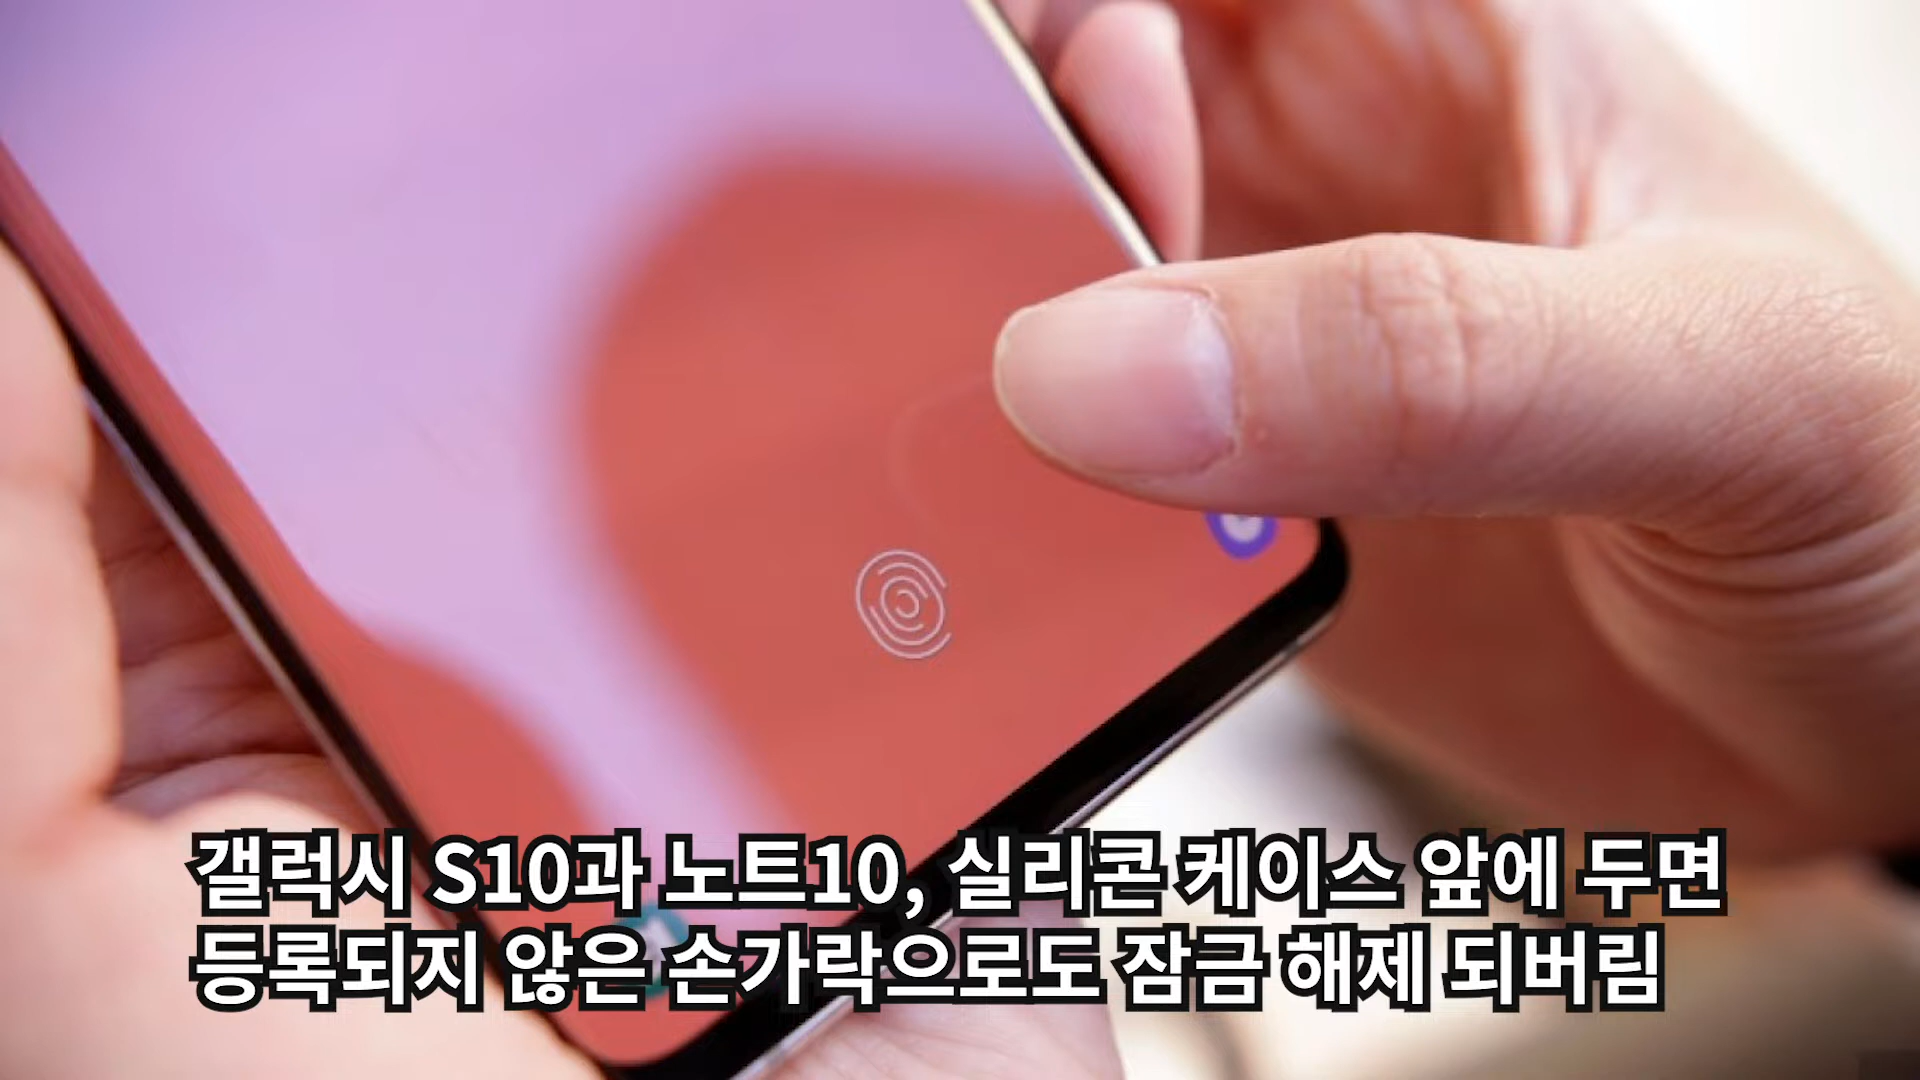 갤럭시 S10과 노트10, 실리콘 케이스 앞에 두면
등록되지 않은 손가락으로도 잠금 해제 되버림